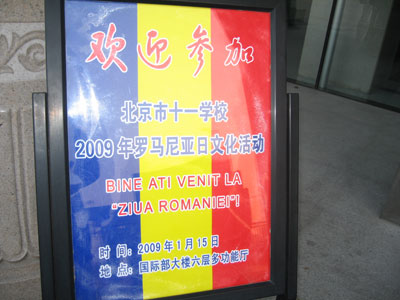 欢迎参加
北京市十一学校
2009 年罗马尼亚日文化活动
BINE ATI VENIT LA
“ZIUA ROMANIEI”!
时 间：2009 年 1 月 15 日
地 点：国际部大楼六层多功能厅